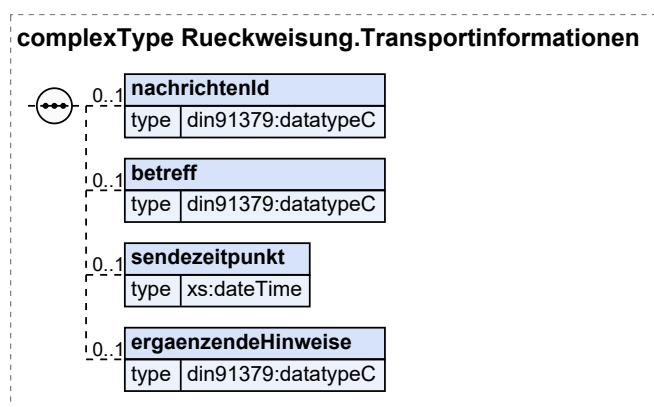 complexType Rueckweisung.Transportinformationen
0..1
nachrichtenId
type din91379:datatypeC
0..1
betreff
type din91379:datatypeC
0..1
sendezeitpunkt
type xs:dateTime
0..1
ergaenzendeHinweise
type din91379:datatypeC